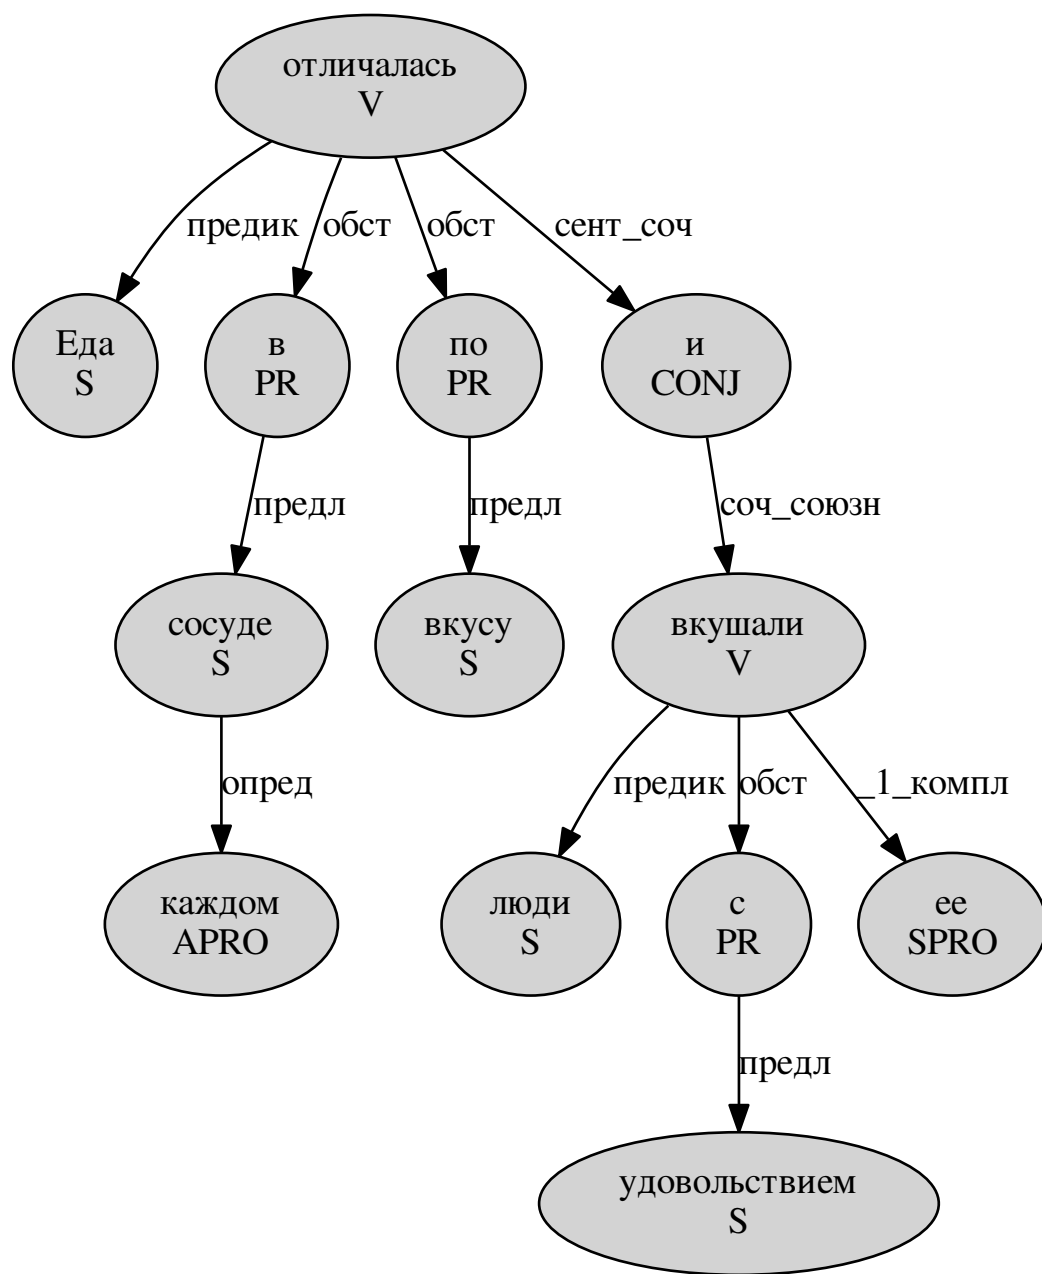 отличалась
V
предик
обст
обст
сент_соч
Еда
S
в
PR
по
PR
и
CONJ
предл
предл
соч_союзн
сосуде
S
вкусу
S
вкушали
V
опред
предик
обст
_1_компл
каждом
APRO
люди
S
с
PR
ее
SPRO
предл
удовольствием
S